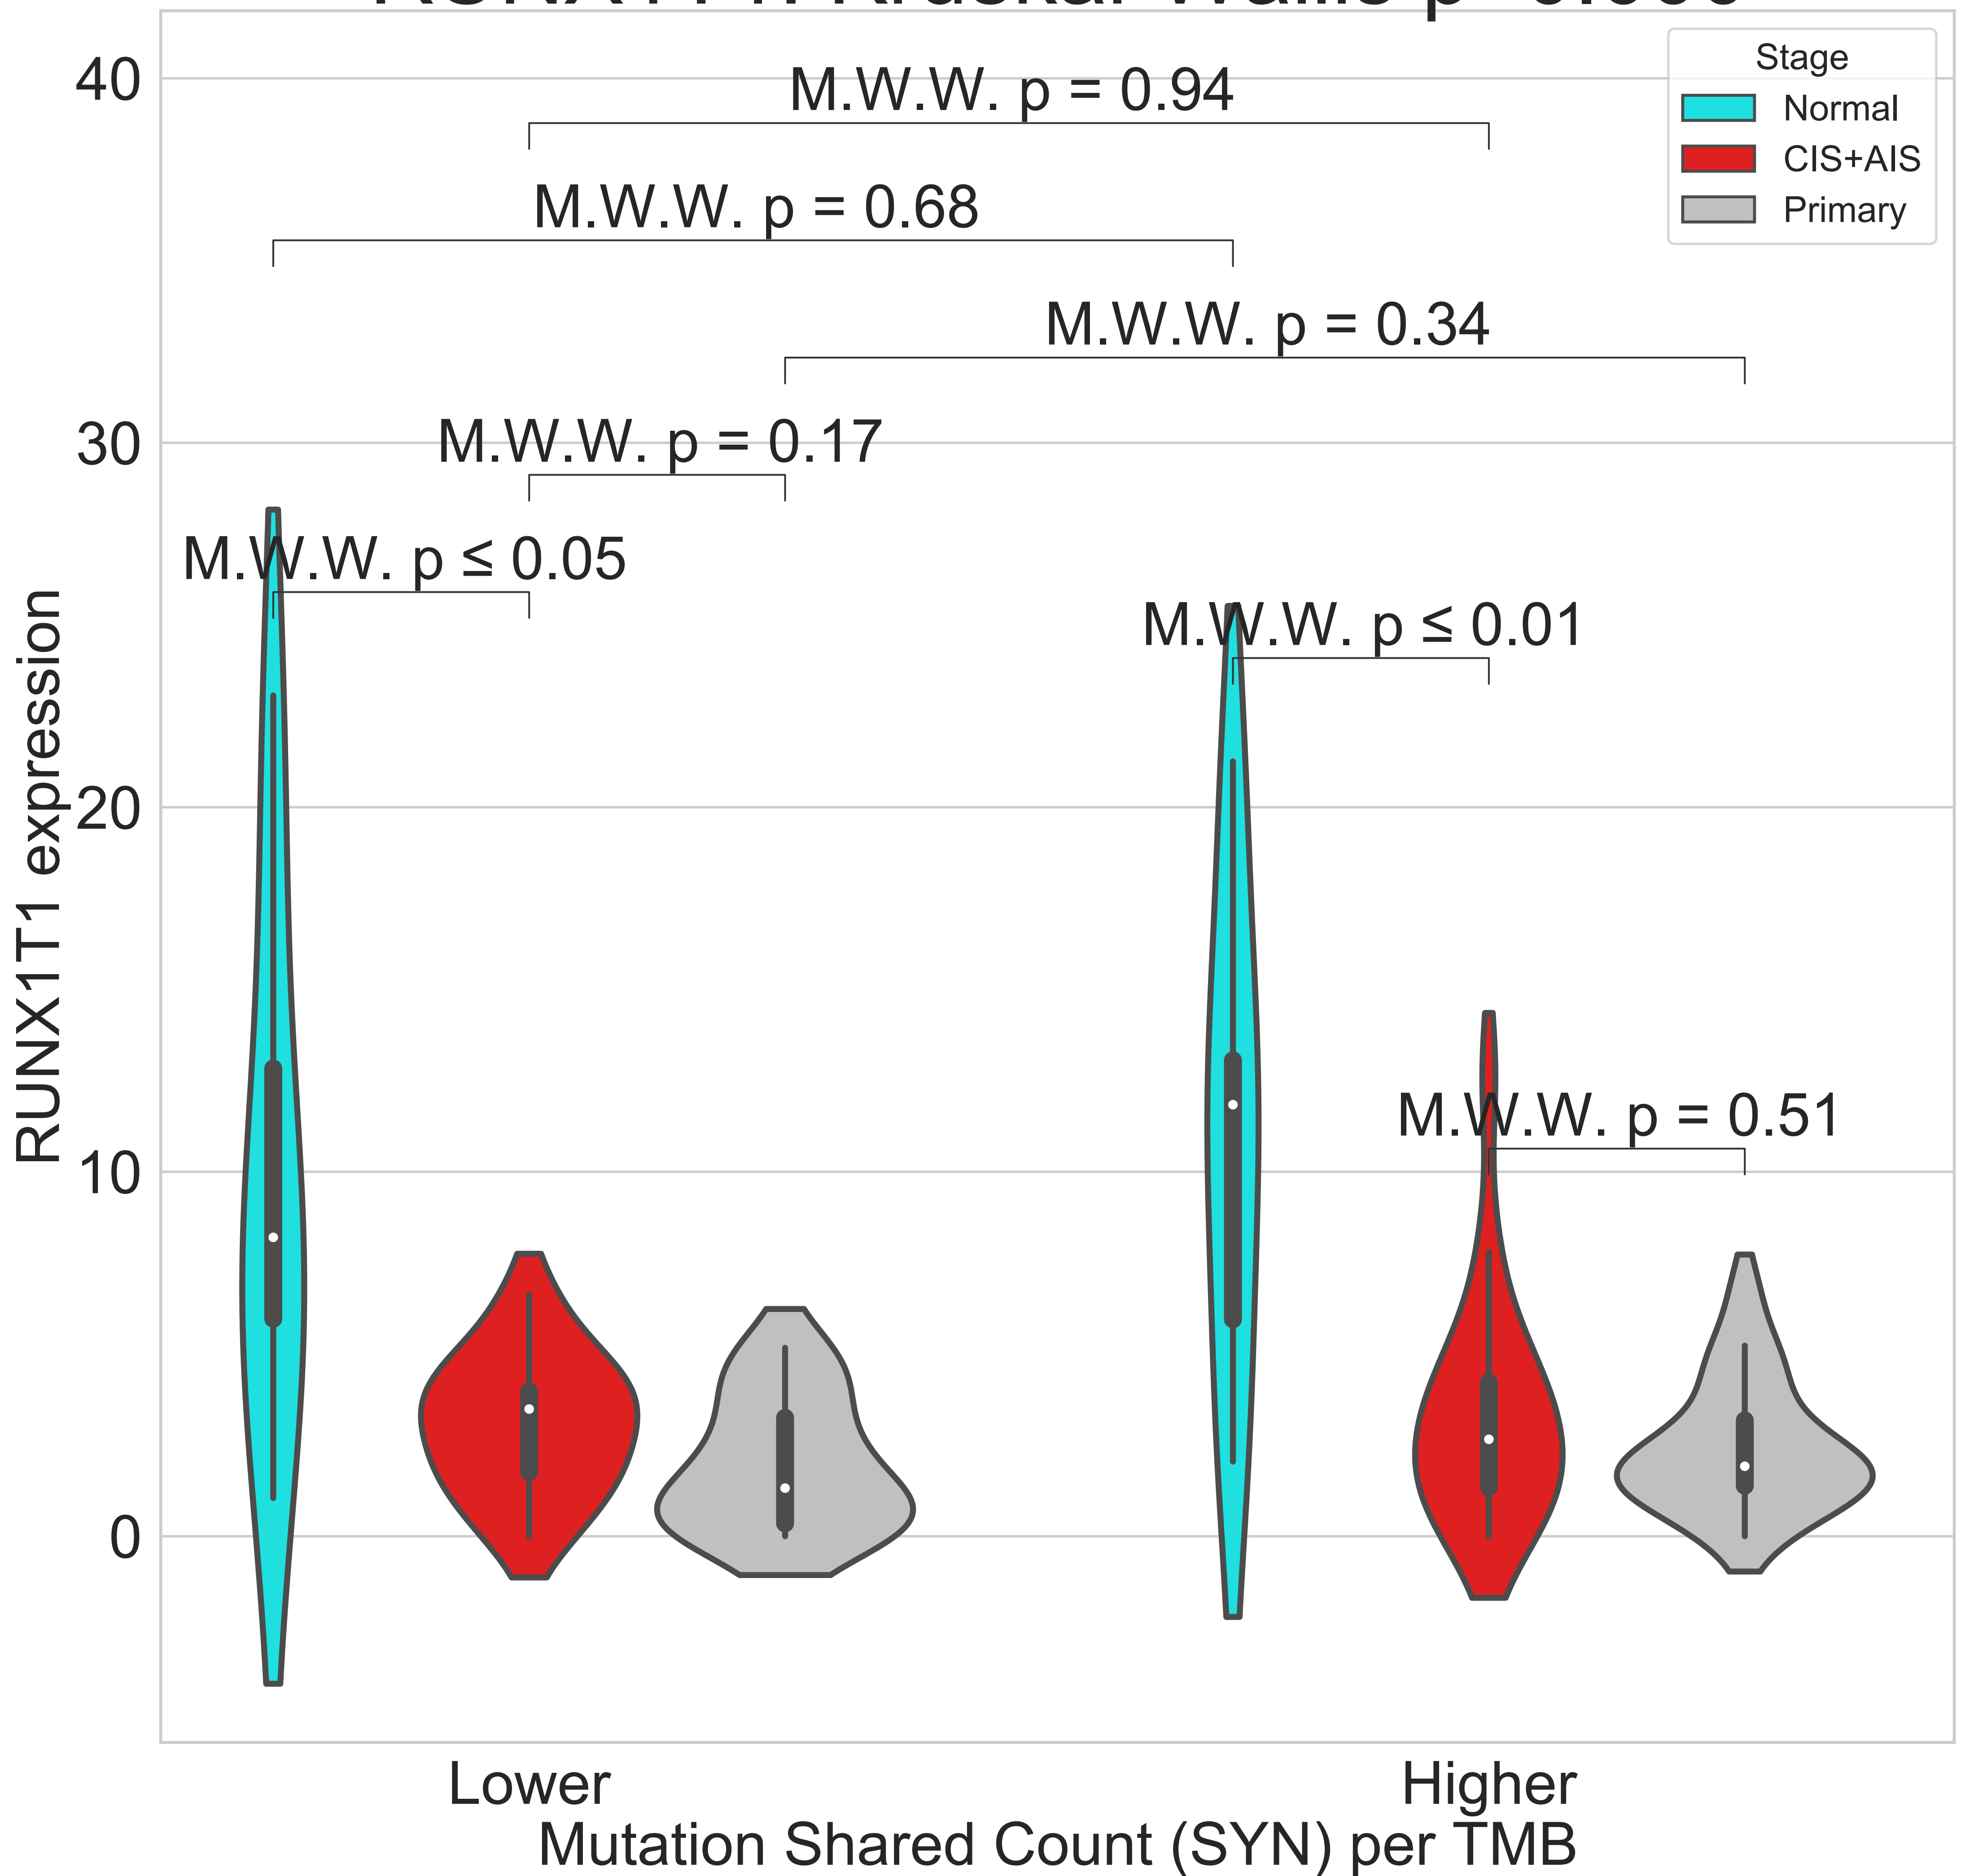 40
30
20
10
0
RUNX1T1 expression
M.W.W. p = 0.94
M.W.W. p = 0.68
M.W.W. p = 0.34
M.W.W. p = 0.17
M.W.W. p ≤ 0.05
M.W.W. p ≤ 0.01
M.W.W. p = 0.51
Stage
Normal
CIS+AIS
Primary
Lower
Higher
Mutation Shared Count (SYN) per TMB